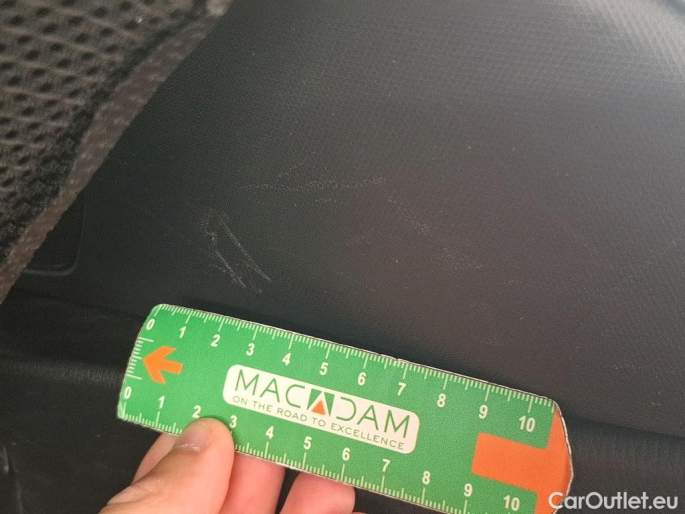 0 1 2 3 4 5 6 7 8 9 10
MACADAM
ON THE ROAD TO EXCELLENCE
0 1 2 3 4 5 6 7 8 9 10
CarOutlet.eu